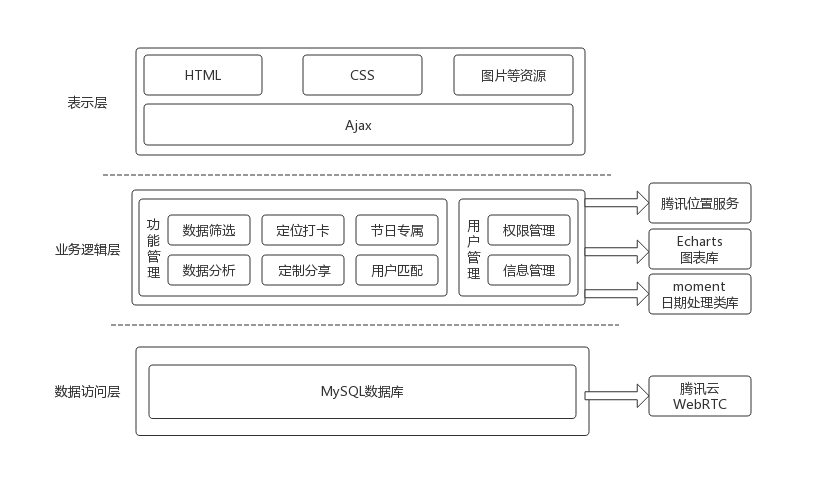 表示层
HTML
CSS
图片等资源
Ajax
业务逻辑层
功能管理
数据筛选
定位打卡
节日专属
数据分析
定制分享
用户匹配
用户管理
权限管理
信息管理
腾讯位置服务
Echarts
图表库
moment
日期处理类库
数据访问层
MySQL数据库
腾讯云
WebRTC